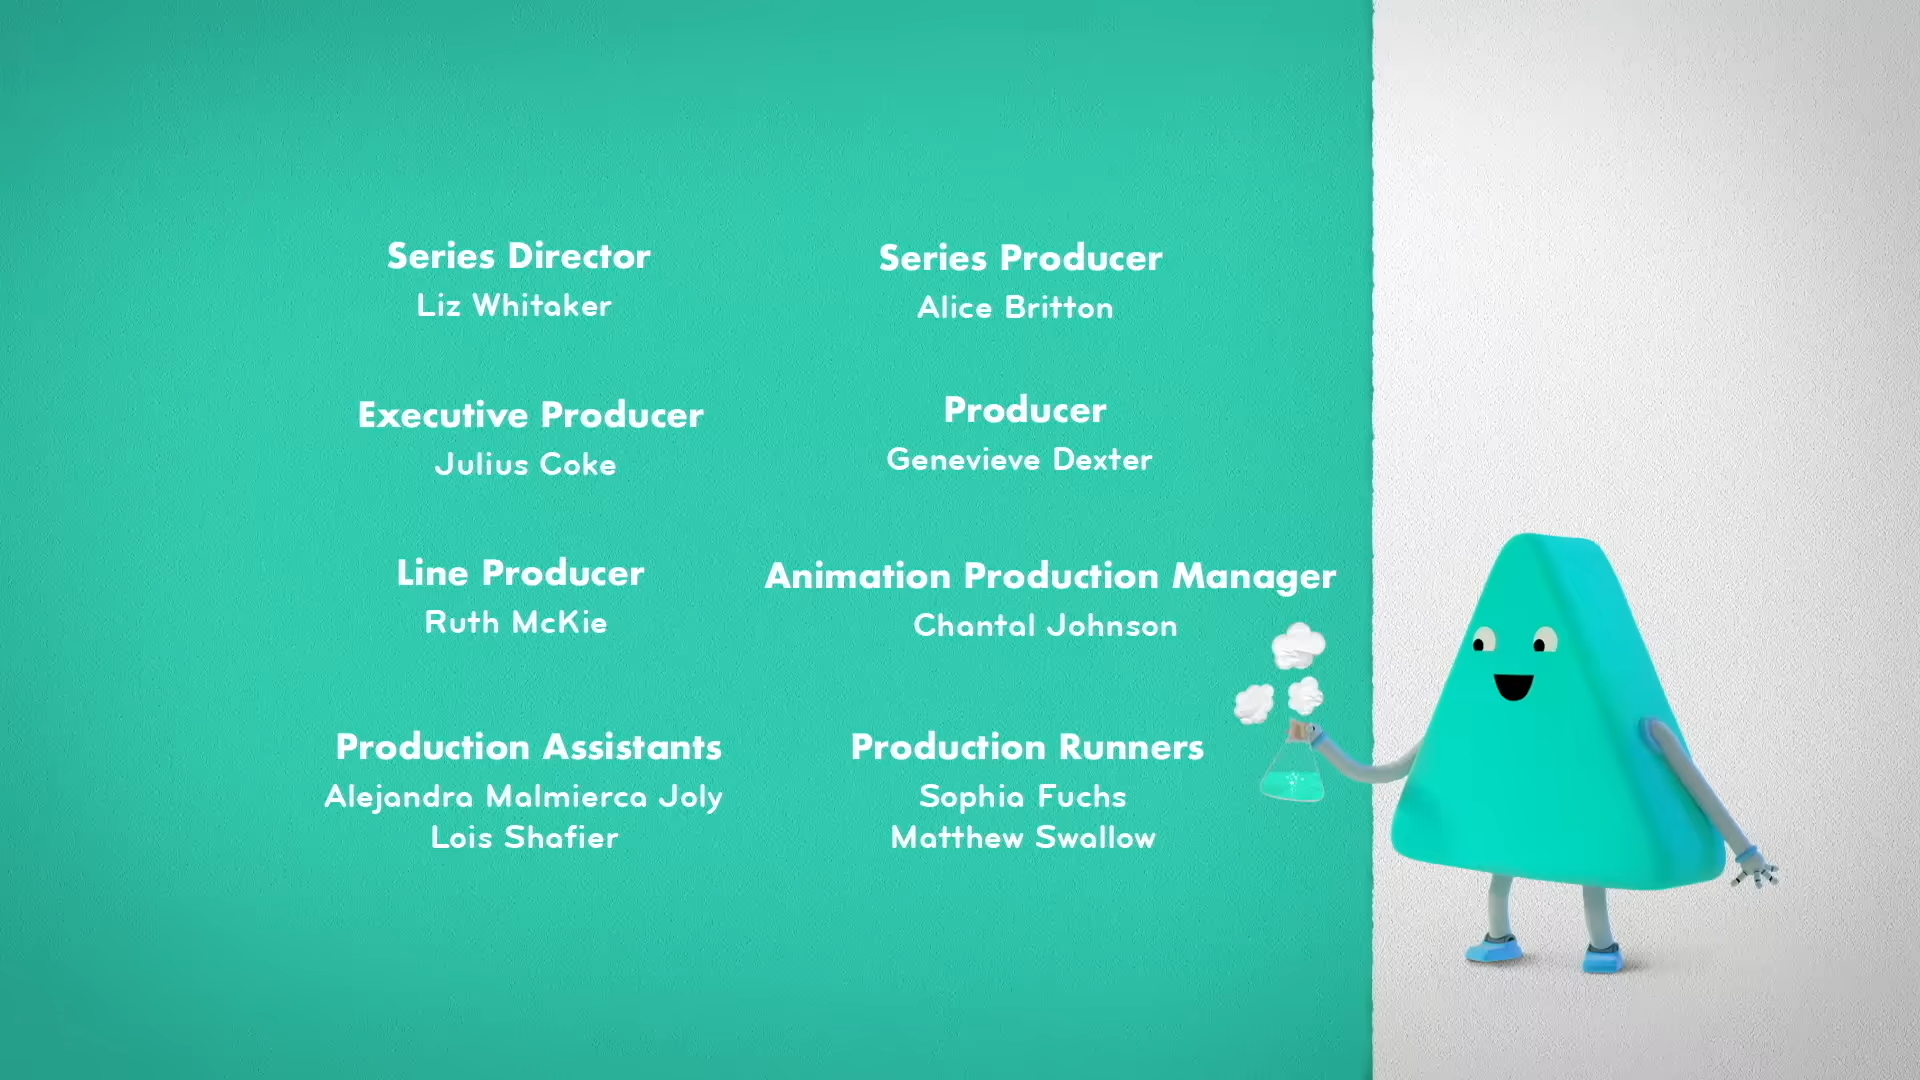 Series Director
Liz Whitaker
Series Producer
Alice Britton
Executive Producer
Julius Coke
Producer
Genevieve Dexter
Line Producer
Ruth McKie
Animation Production Manager
Chantal Johnson
Production Assistants
Alejandra Malmierca Joly
Lois Shafier
Production Runners
Sophia Fuchs
Matthew Swallow